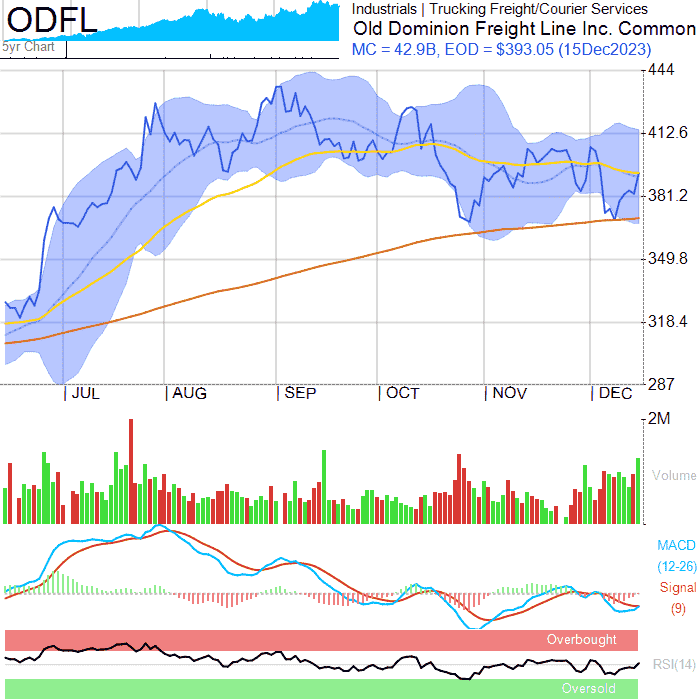 ODFL
5yr Chart
Industrials | Trucking Freight/Courier Services
Old Dominion Freight Line Inc. Common
MC = 42.9B, EOD = $393.05 (15Dec2023)
444
412.6
381.2
349.8
318.4
287
JUL AUG SEP OCT NOV DEC
2M
Volume
MACD
(12-26)
Signal
(9)
Overbought
RSI(14)
Oversold